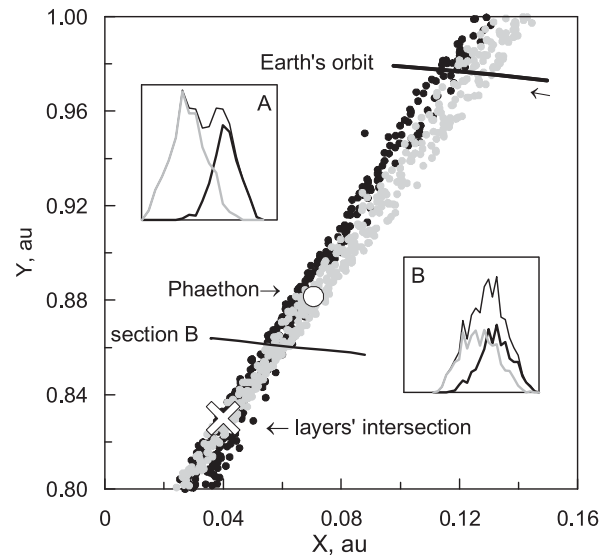 1.00
0.96
0.92
0.88
0.84
0.80
Y, au
Earth's orbit
←
A
Phaethon→
B
section B
← layers' intersection
0
0.04
0.08
0.12
0.16
X, au